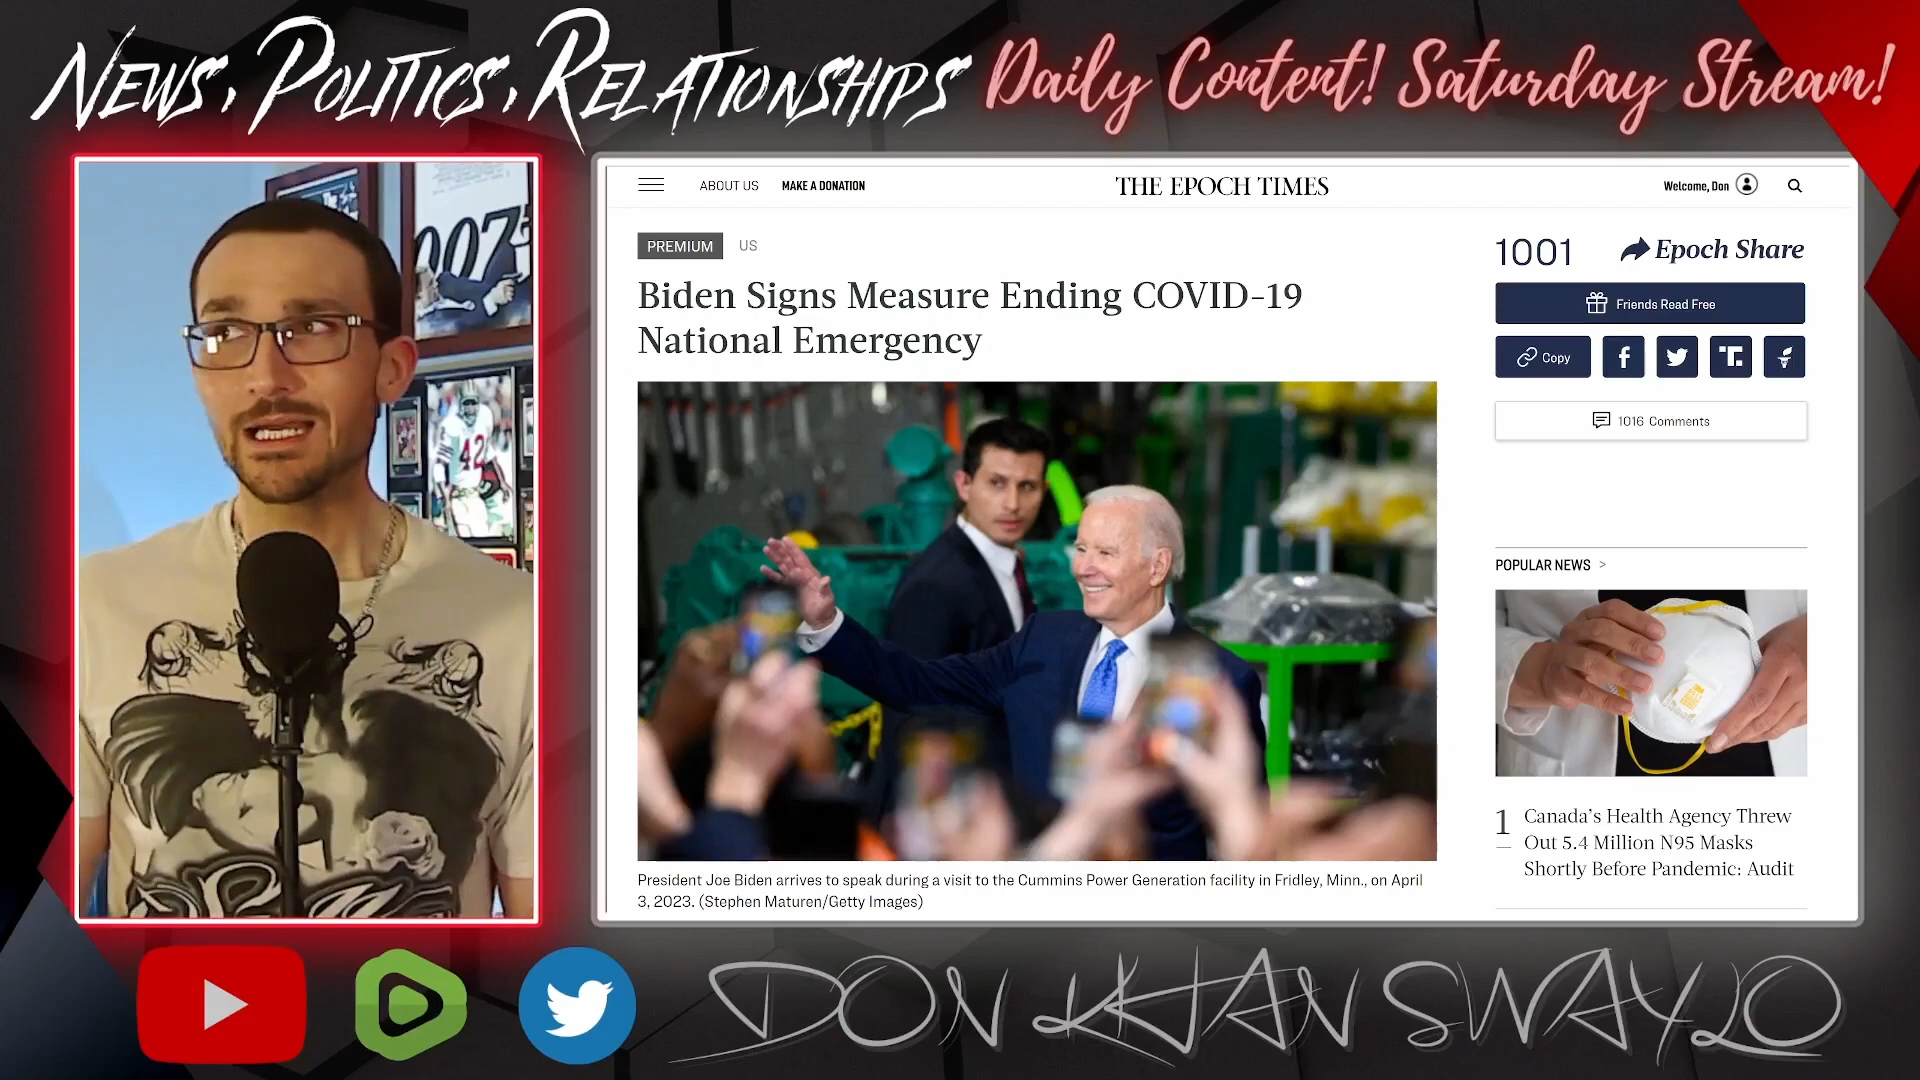 NEWS, POLITICS, RELATIONSHIPS
Daily Content! Saturday Stream!
007
42
ABOUT US
MAKE A DONATION
THE EPOCH TIMES
Welcome, Don
PREMIUM
US
Biden Signs Measure Ending COVID-19
National Emergency
President Joe Biden arrives to speak during a visit to the Cummins Power Generation facility in Fridley, Minn., on April
3, 2023. (Stephen Maturen/Getty Images)
1001
Epoch Share
Friends Read Free
Copy
1016 Comments
POPULAR NEWS >
1
Canada's Health Agency Threw
Out 5.4 Million N95 Masks
Shortly Before Pandemic: Audit
DON KHAN SWAYLO